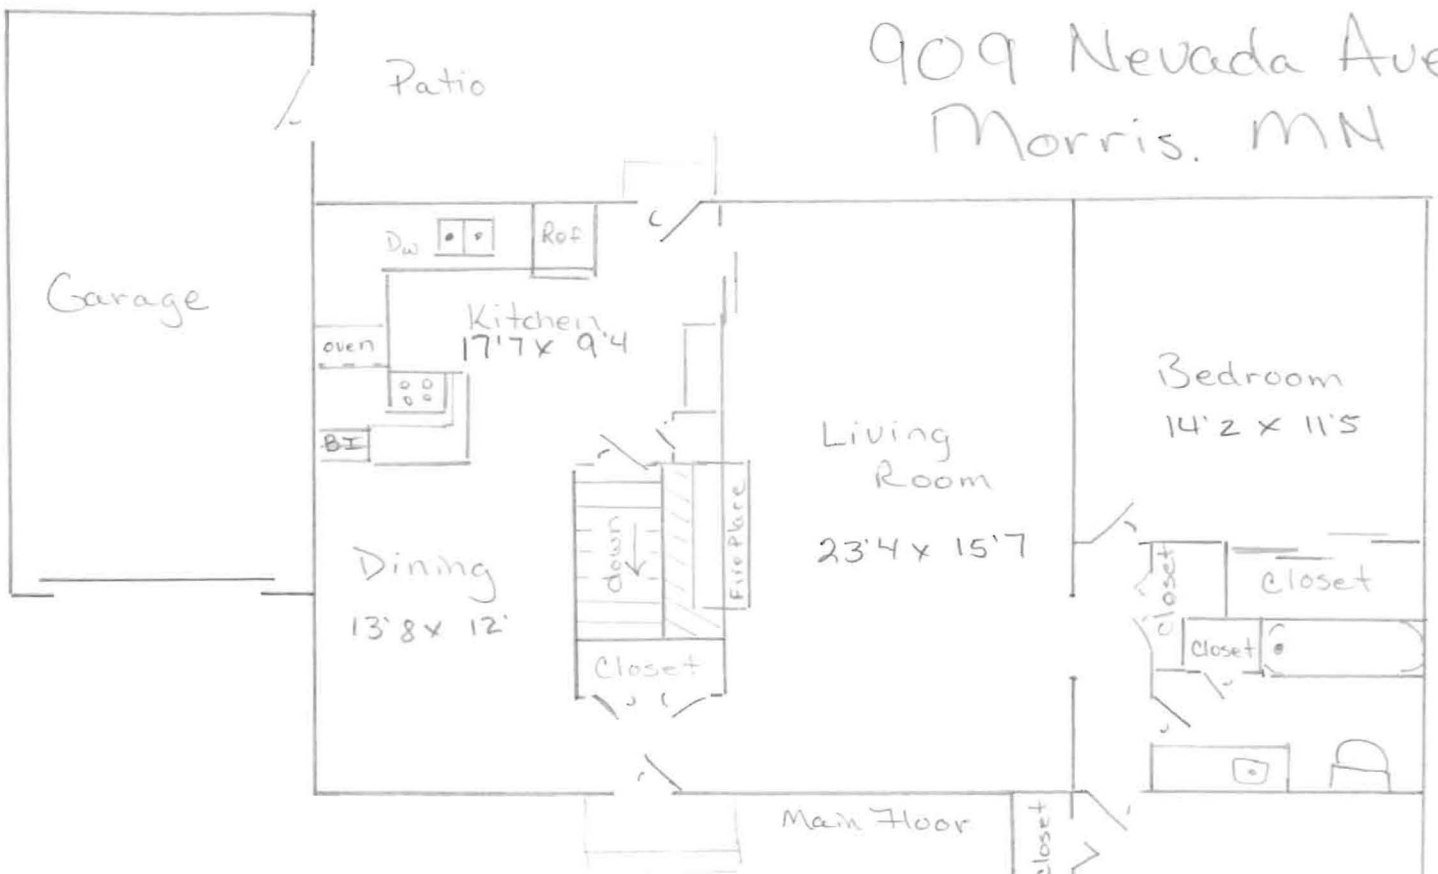 909 Nevada Ave
Morris. MN
Patio
Garage
Dw
Ref
Kitchen
17'7 x 9'4
oven
BI
Bedroom
14'2 x 11'5
Living
Room
23'4 x 15'7
Fire Place
down
Dining
13'8 x 12'
Closet
closet
closet
closet
Main Floor
closet